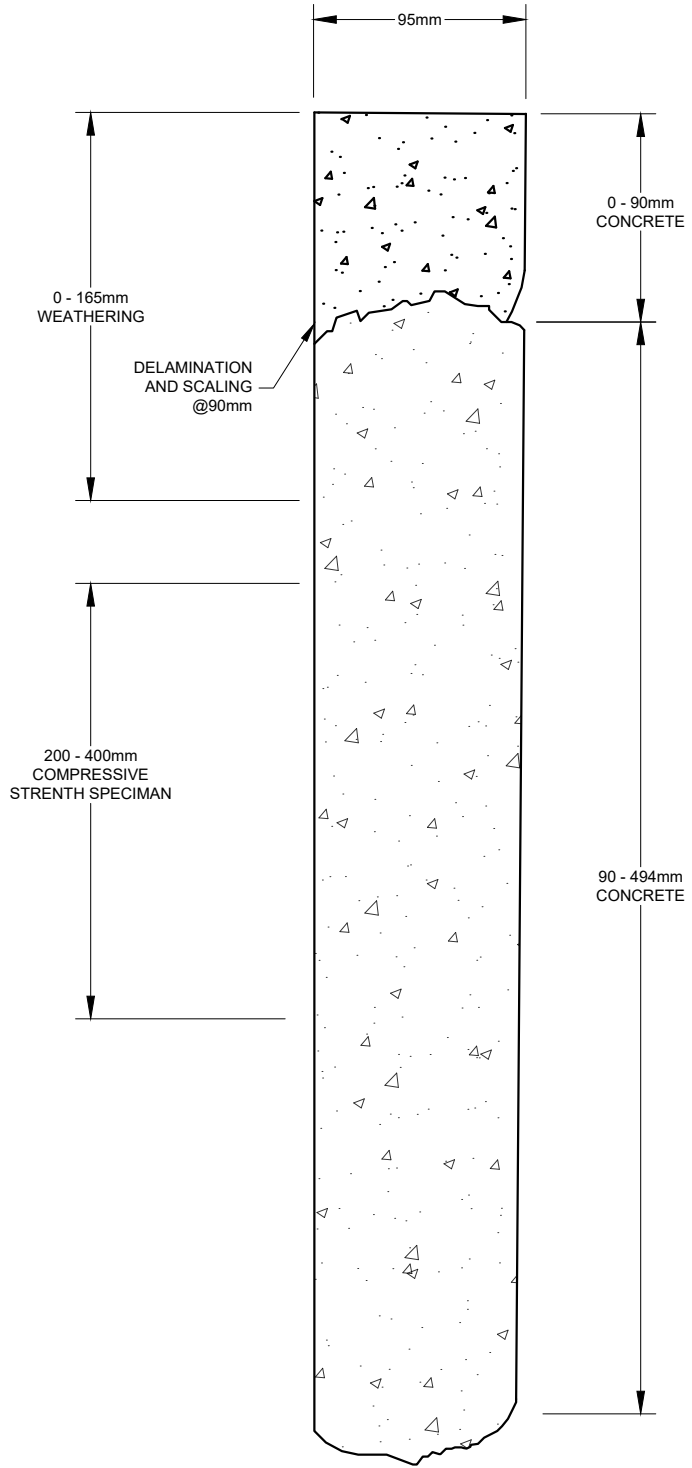 95mm
0 - 90mm
CONCRETE
0 - 165mm
WEATHERING
DELAMINATION
AND SCALING
@90mm
200 - 400mm
COMPRESSIVE
STRENTH SPECIMAN
90 - 494mm
CONCRETE